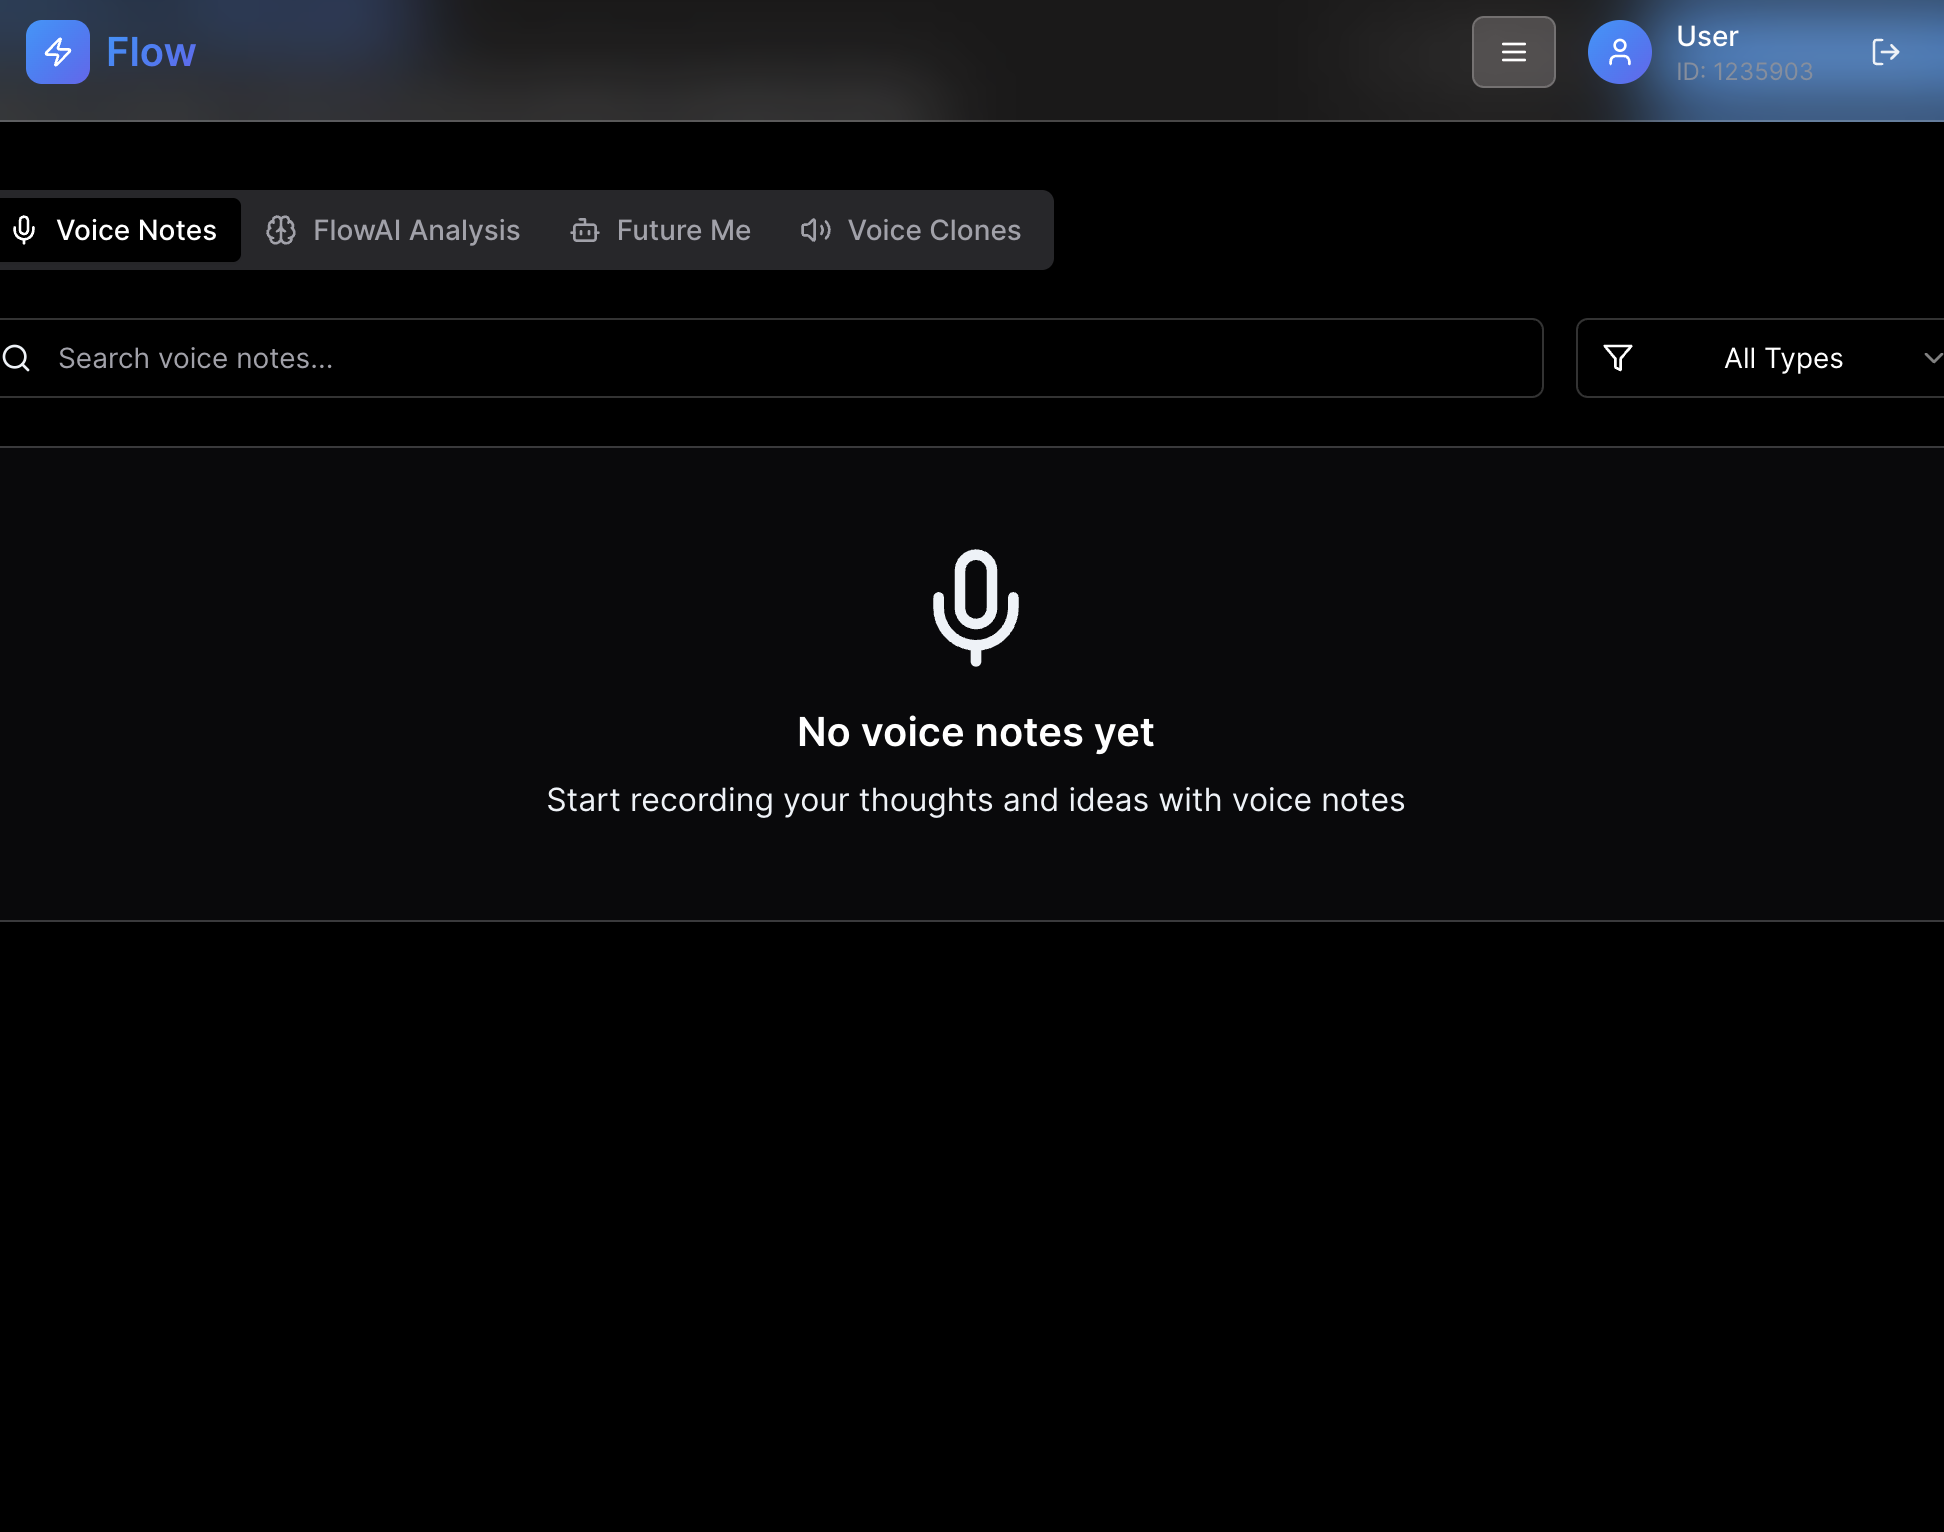 Flow
User
ID: 1235903
Voice Notes
FlowAI Analysis
Future Me
Voice Clones
Search voice notes...
All Types
No voice notes yet
Start recording your thoughts and ideas with voice notes